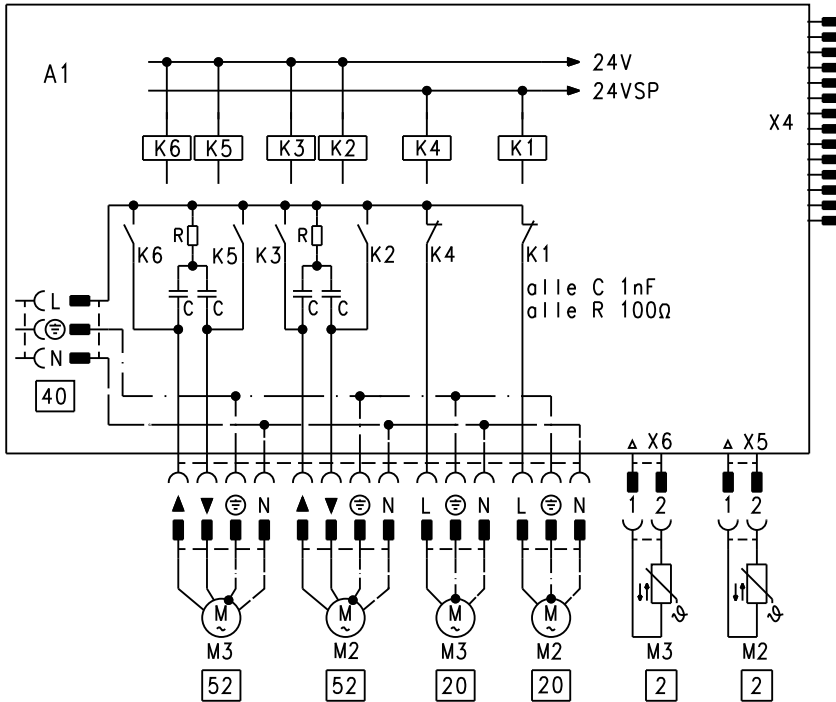 24V
A1
24VSP
X4
K6 K5 K3 K2 K4 K1
R R
K6 K5 K3 K2 K4 K1
alle C 1nF
C C C C
L
alle R 100Ω
N
40
X6 X5
N N L N L N 1 2 1 2
M M M M
~ ~ ~ ~
ϑ ϑ
M3 M2 M3 M2 M3 M2
52 52 20 20 2 2